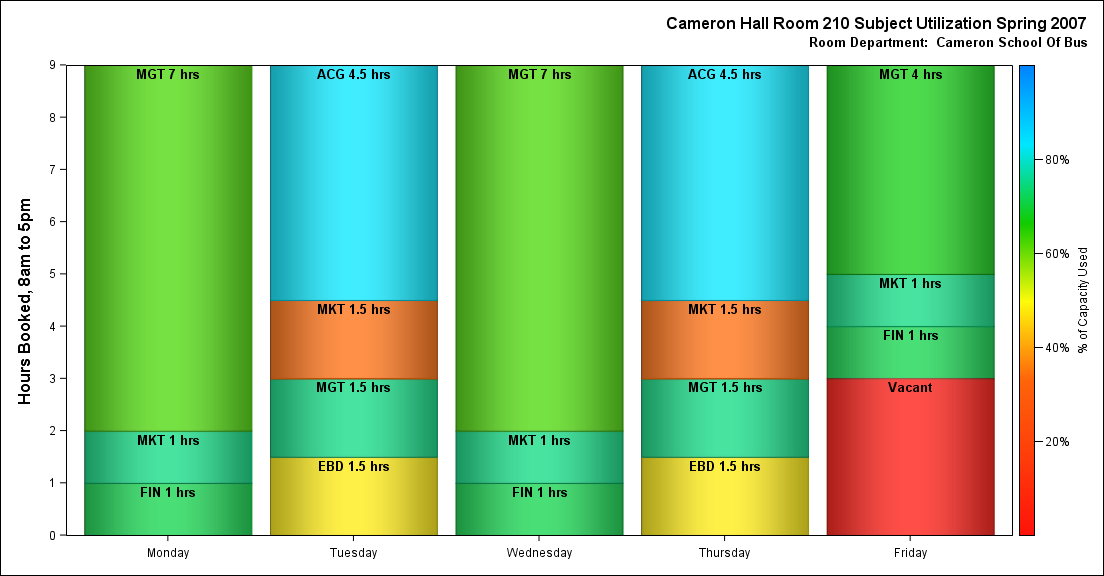 Cameron Hall Room 210 Subject Utilization Spring 2007
Room Department:  Cameron School Of Bus
Hours Booked, 8am to 5pm
9
8
7
6
5
4
3
2
1
0
MGT 7 hrs
MKT 1 hrs
FIN 1 hrs
ACG 4.5 hrs
MKT 1.5 hrs
MGT 1.5 hrs
EBD 1.5 hrs
MGT 7 hrs
MKT 1 hrs
FIN 1 hrs
ACG 4.5 hrs
MKT 1.5 hrs
MGT 1.5 hrs
EBD 1.5 hrs
MGT 4 hrs
MKT 1 hrs
FIN 1 hrs
Vacant
Monday
Tuesday
Wednesday
Thursday
Friday
80%
60%
40%
20%
% of Capacity Used